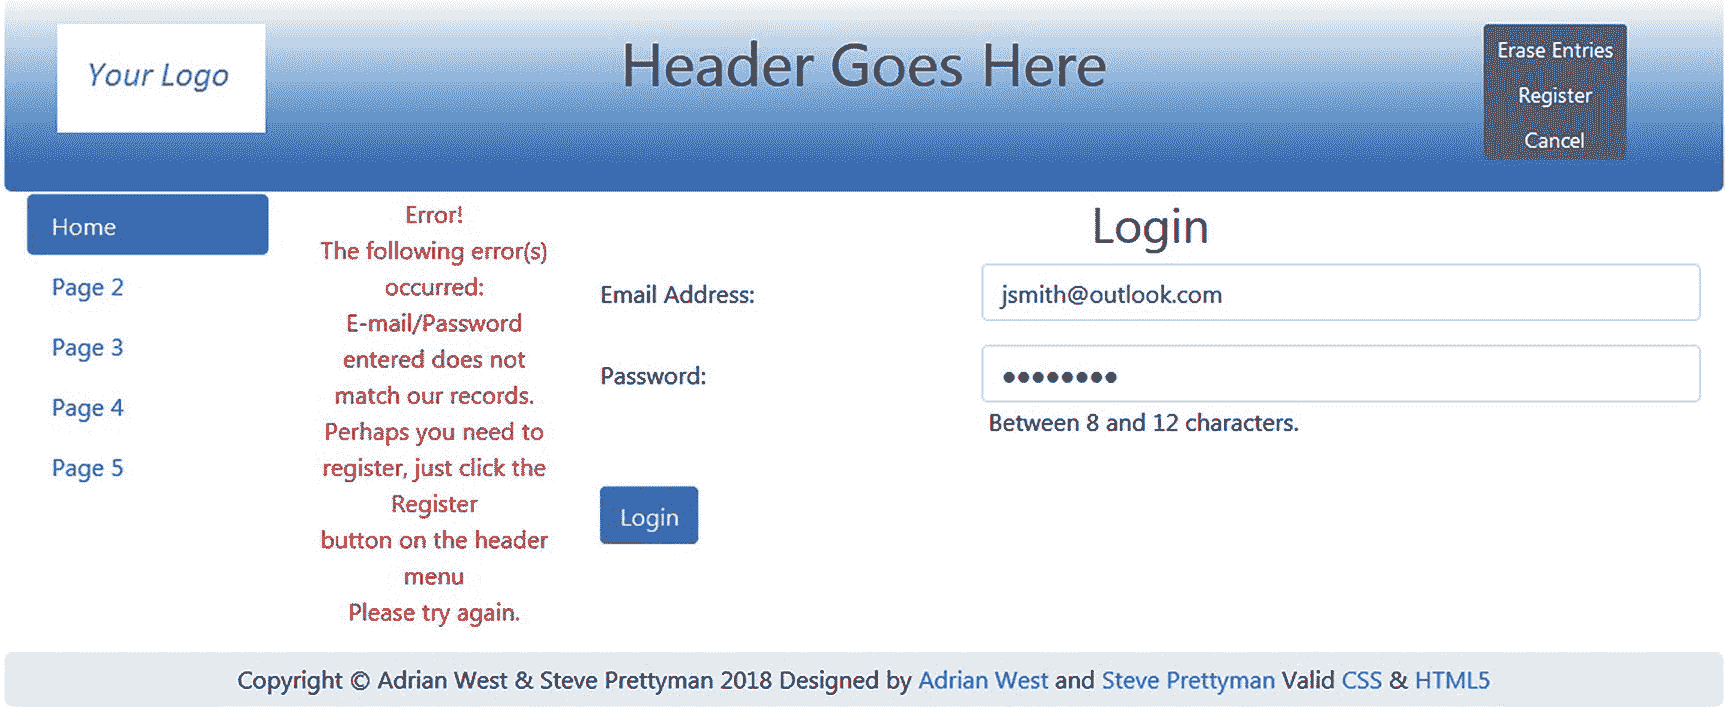 Your Logo
Header Goes Here
Erase Entries
Register
Cancel
Home
Page 2
Page 3
Page 4
Page 5
Error!
The following error(s)
occurred:
E-mail/Password
entered does not
match our records.
Perhaps you need to
register, just click the
Register
button on the header
menu
Please try again.
Login
Email Address:
jsmith@outlook.com
Password:
••••••••
Between 8 and 12 characters.
Login
Copyright © Adrian West & Steve Prettyman 2018 Designed by Adrian West and Steve Prettyman Valid CSS & HTML5